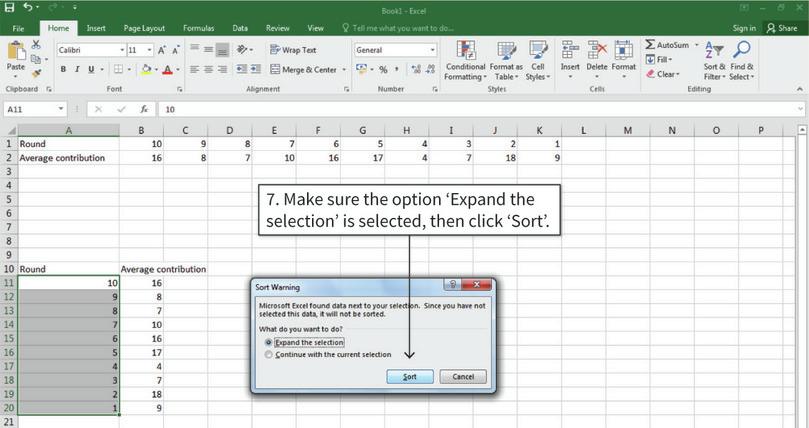 Book1 - Excel
File Home Insert Page Layout Formulas Data Review View Tell me what you want to do... Sign in Share
Paste
Calibri 11 A A
B I U A
Wrap Text
Merge & Center
General
% ,
Conditional Formatting
Format as Table
Cell Styles
Insert Delete Format
AutoSum
Fill
Clear
Sort & Filter
Find & Select
Clipboard Font Alignment Number Styles Cells Editing
A11 fx 10
A B C D E F G H I J K L M N O P
1 Round 10 9 8 7 6 5 4 3 2 1
2 Average contribution 16 8 7 10 16 17 4 7 18 9
3
4
5
6
7
8
9
7. Make sure the option ‘Expand the
selection’ is selected, then click ‘Sort’.
10 Round Average contribution
11 10 16
12 9 8
13 8 7
14 7 10
15 6 16
16 5 17
17 4 4
18 3 7
19 2 18
20 1 9
21
Sort Warning
Microsoft Excel found data next to your selection. Since you have not
selected this data, it will not be sorted.
What do you want to do?
Expand the selection
Continue with the current selection
Sort Cancel